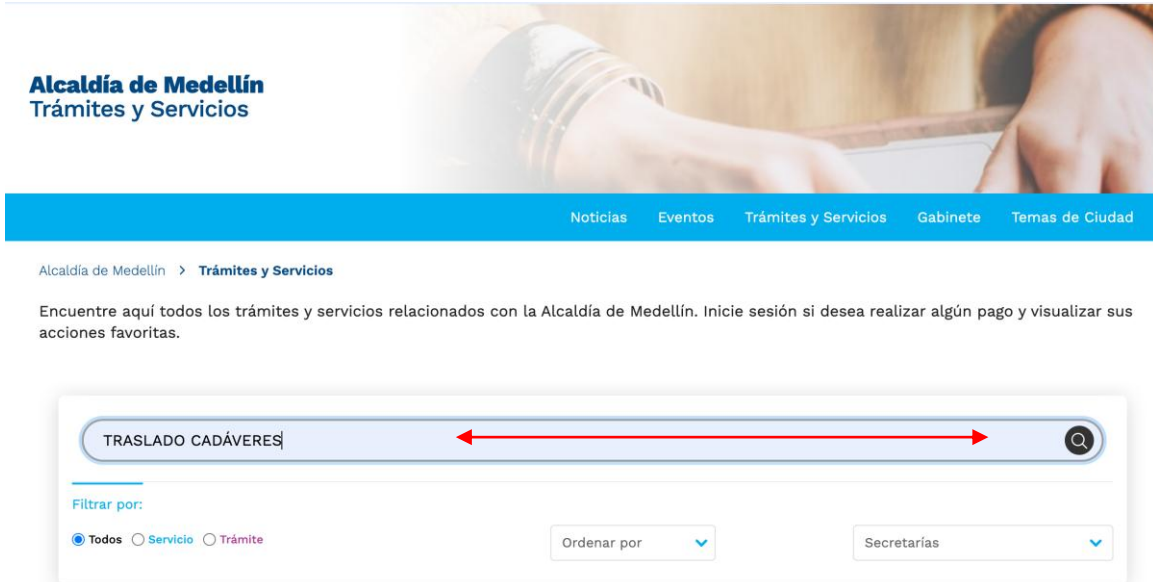 Alcaldía de Medellín
Trámites y Servicios
Noticias Eventos Trámites y Servicios Gabinete Temas de Ciudad
Alcaldía de Medellín > Trámites y Servicios
Encuentre aquí todos los trámites y servicios relacionados con la Alcaldía de Medellín. Inicie sesión si desea realizar algún pago y visualizar sus
acciones favoritas.
TRASLADO CADÁVERES
Filtrar por:
Todos Servicio Trámite Ordenar por Secretarías